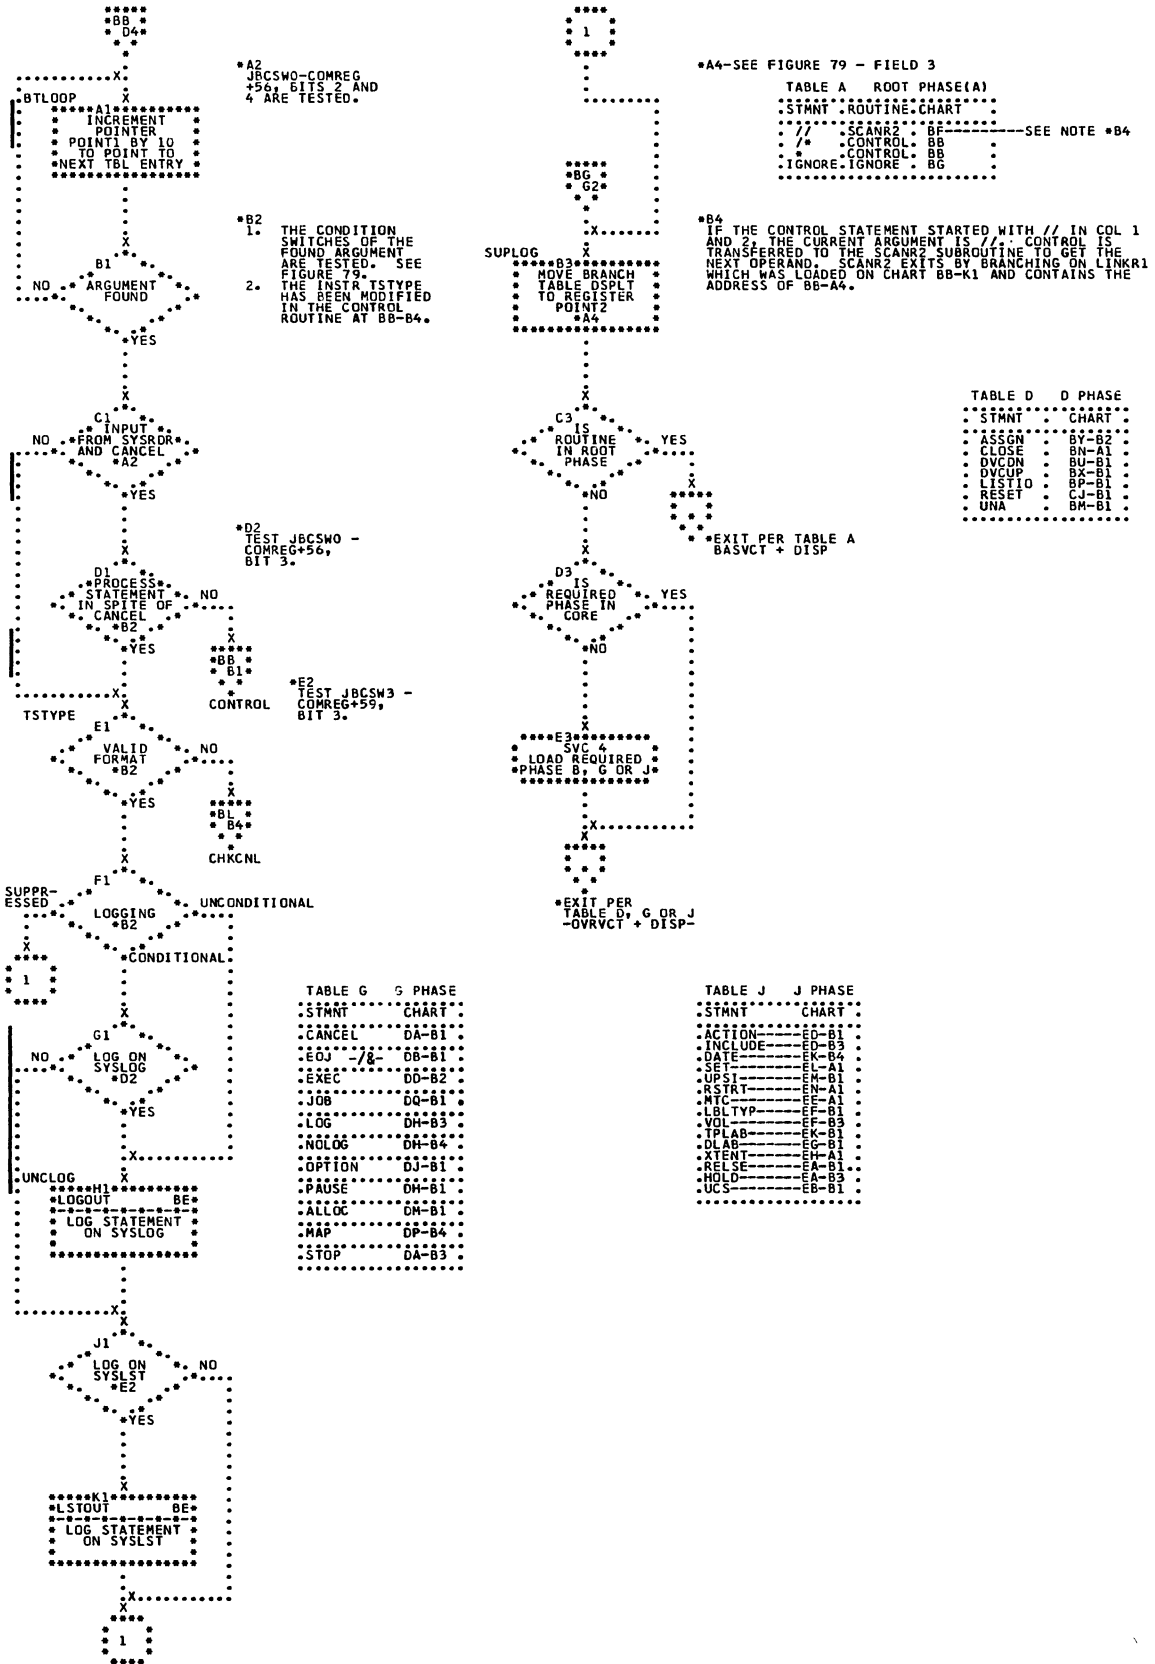 BB
D4
BTLOOP
A1
INCREMENT
POINTER
POINT1 BY 10
TO POINT TO
NEXT TBL ENTRY
*A2
JBCSW0-COMREG
+56, BITS 2 AND
4 ARE TESTED.
B1
ARGUMENT
FOUND
NO
YES
*B2
1. THE CONDITION
SWITCHES OF THE
FOUND ARGUMENT
ARE TESTED. SEE
FIGURE 79.
2. THE INSTR TSTYPE
HAS BEEN MODIFIED
IN THE CONTROL
ROUTINE AT BB-B4.
C1
INPUT
FROM SYSRDR
AND CANCEL
*A2
NO
YES
*D2
TEST JBCSW0 -
COMREG+56,
BIT 3.
D1
PROCESS
STATEMENT
IN SPITE OF
CANCEL
*B2
NO
YES
BB
B1
CONTROL
*E2
TEST JBCSW3 -
COMREG+59,
BIT 3.
TSTYPE
E1
VALID
FORMAT
*B2
NO
YES
BL
B4
CHKCNL
F1
LOGGING
*B2
SUPPR-
ESSED
UNCONDITIONAL
CONDITIONAL
1
G1
LOG ON
SYSLOG
*D2
NO
YES
UNCLOG
H1
LOGOUT BE
LOG STATEMENT
ON SYSLOG
J1
LOG ON
SYSLST
*E2
NO
YES
K1
LSTOUT BE
LOG STATEMENT
ON SYSLST
1
1
BG
G2
SUPLOG
B3
MOVE BRANCH
TABLE DSPLT
TO REGISTER
POINT2
*A4
C3
IS
ROUTINE
IN ROOT
PHASE
YES
NO
*EXIT PER TABLE A
BASVCT + DISP
D3
IS
REQUIRED
PHASE IN
CORE
YES
NO
E3
SVC 4
LOAD REQUIRED
PHASE B, G OR J
*EXIT PER
TABLE D, G OR J
-OVRVCT + DISP-
*A4-SEE FIGURE 79 - FIELD 3
TABLE A ROOT PHASE(A)
STMNT ROUTINE CHART
// SCANR2 BF---------SEE NOTE *B4
/* CONTROL BB
* CONTROL BB
IGNORE IGNORE BG
*B4
IF THE CONTROL STATEMENT STARTED WITH // IN COL 1
AND 2, THE CURRENT ARGUMENT IS //. CONTROL IS
TRANSFERRED TO THE SCANR2 SUBROUTINE TO GET THE
NEXT OPERAND. SCANR2 EXITS BY BRANCHING ON LINKR1
WHICH WAS LOADED ON CHART BB-K1 AND CONTAINS THE
ADDRESS OF BB-A4.
TABLE D D PHASE
STMNT CHART
ASSGN BY-B2
CLOSE BN-A1
DVCDN BU-B1
DVCUP BX-B1
LISTIO BP-B1
RESET CJ-B1
UNA BM-B1
TABLE G G PHASE
STMNT CHART
CANCEL DA-B1
EOJ -/&- DB-B1
EXEC DD-B2
JOB DQ-B1
LOG DH-B3
NOLOG DH-B4
OPTION DJ-B1
PAUSE DH-B1
ALLOC DM-B1
MAP DP-B4
STOP DA-B3
TABLE J J PHASE
STMNT CHART
ACTION----ED-B1
INCLUDE----ED-B3
DATE-------EK-B4
SET--------EL-A1
UPSI-------EM-B1
RSTRT------EN-A1
MTC--------EE-A1
LBLTYP-----EF-B1
VOL--------EF-B3
TPLAB------EK-B1
DLAB-------EG-B1
XTENT------EH-A1
RELSE------EA-B1
HOLD-------EA-B3
UCS--------EB-B1